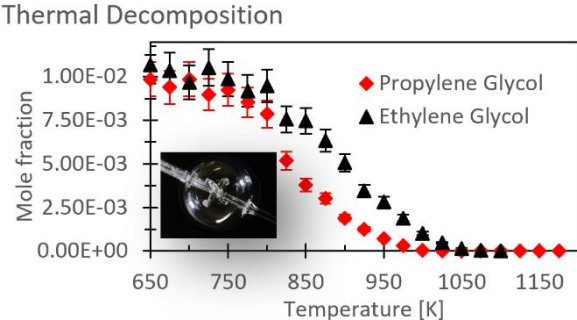 Thermal Decomposition
1.00E-02
7.50E-03
5.00E-03
2.50E-03
0.00E+00
Mole fraction
Propylene Glycol
Ethylene Glycol
650 750 850 950 1050 1150
Temperature [K]